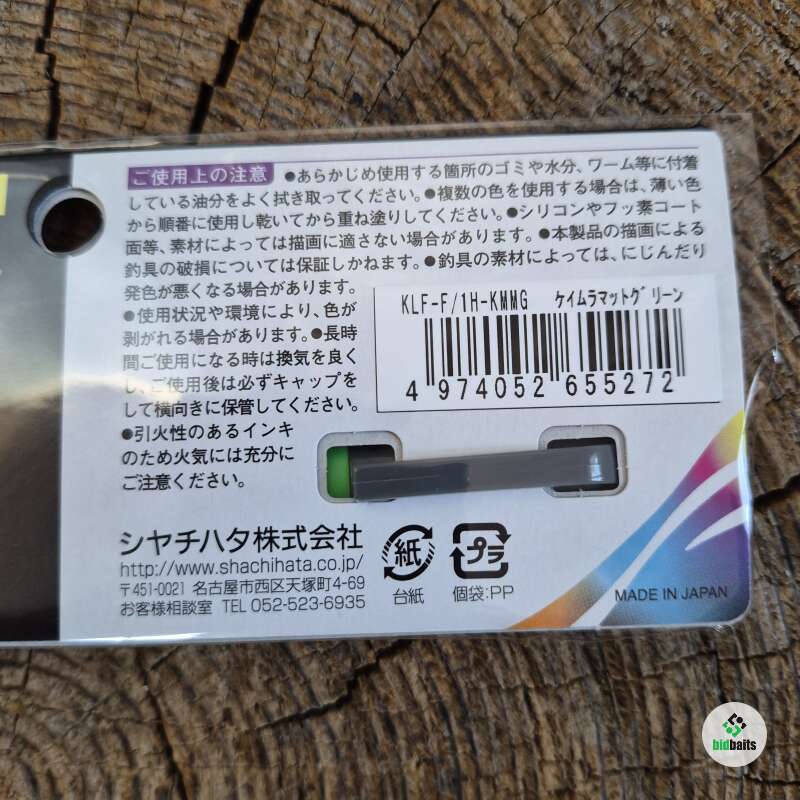 ご使用上の注意 ●あらかじめ使用する箇所のゴミや水分、ワーム等に付着
している油分をよく拭き取ってください。●複数の色を使用する場合は、薄い色
から順番に使用し乾いてから重ね塗りしてください。●シリコンやフッ素コート
面等、素材によっては描画に適さない場合があります。●本製品の描画による
釣具の破損については保証しかねます。●釣具の素材によっては、にじんだり
発色が悪くなる場合があります。
●使用状況や環境により、色が
剥がれる場合があります。●長時
間ご使用になる時は換気を良く
し、ご使用後は必ずキャップを
して横向きに保管してください。
●引火性のあるインキ
のため火気には充分に
ご注意ください。
KLF-F/1H-KMMG ケイムラマットグリーン
4 974052 655272
シヤチハタ株式会社
http://www.shachihata.co.jp/
〒451-0021 名古屋市西区天塚町4-69
お客様相談室 TEL 052-523-6935
紙
台紙
プラ
個袋:PP
MADE IN JAPAN
bidbaits